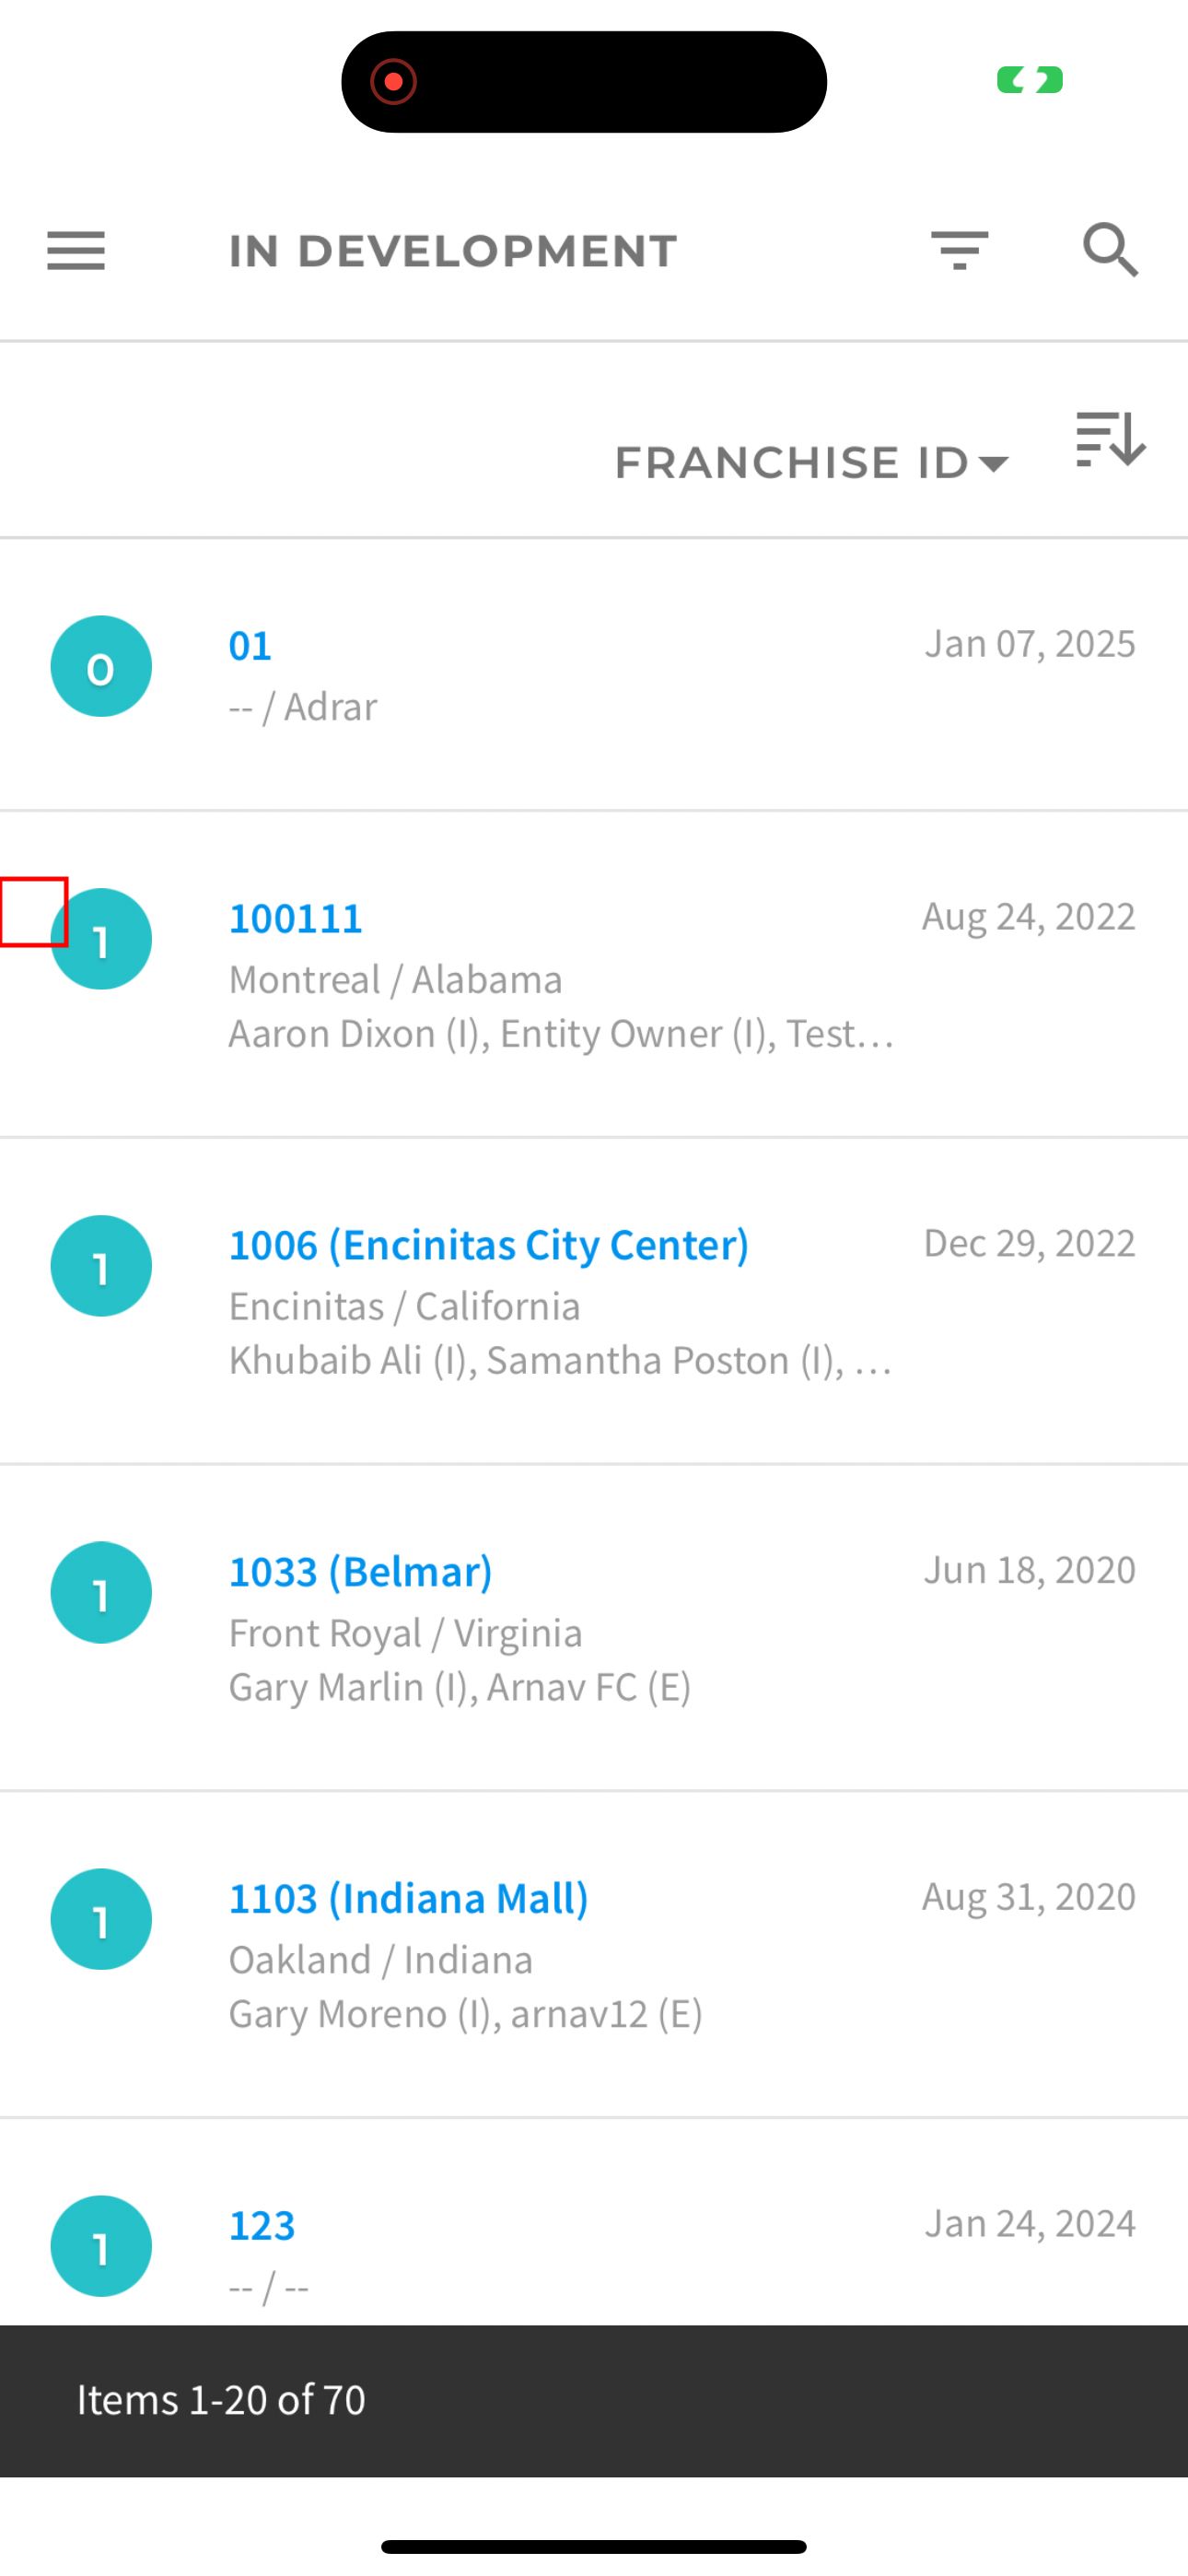 IN DEVELOPMENT
FRANCHISE ID
0
01
Jan 07, 2025
-- / Adrar
1
100111
Aug 24, 2022
Montreal / Alabama
Aaron Dixon (I), Entity Owner (I), Test...
1
1006 (Encinitas City Center)
Dec 29, 2022
Encinitas / California
Khubaib Ali (I), Samantha Poston (I), ...
1
1033 (Belmar)
Jun 18, 2020
Front Royal / Virginia
Gary Marlin (I), Arnav FC (E)
1
1103 (Indiana Mall)
Aug 31, 2020
Oakland / Indiana
Gary Moreno (I), arnav12 (E)
1
123
Jan 24, 2024
-- / --
Items 1-20 of 70